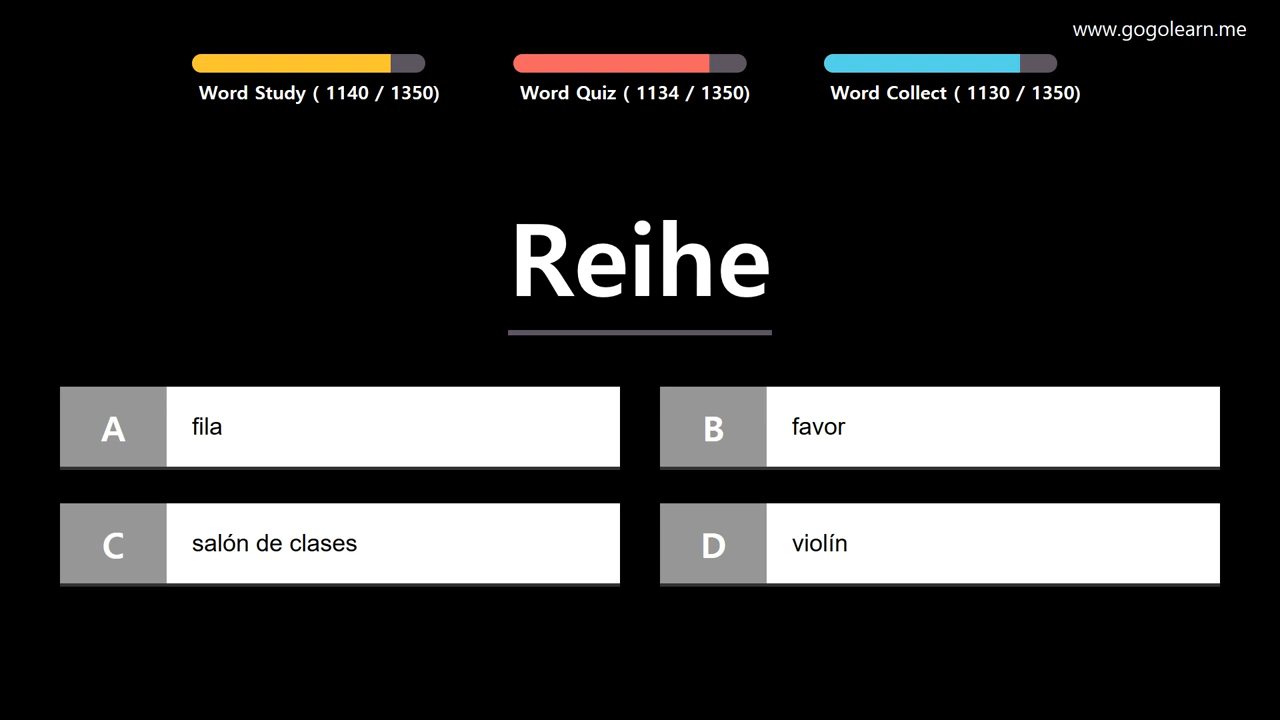 www.gogolearn.me
Word Study ( 1140 / 1350)
Word Quiz ( 1134 / 1350)
Word Collect ( 1130 / 1350)
Reihe
A fila
B favor
C salón de clases
D violín